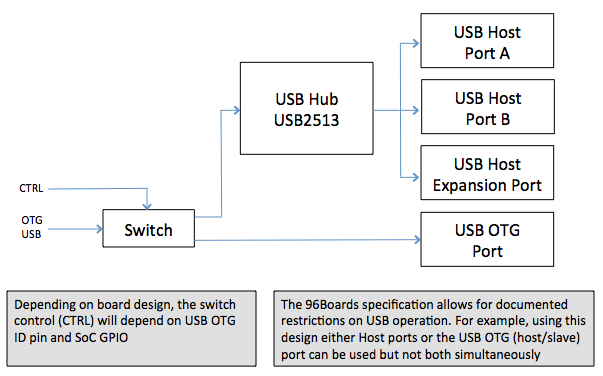 USB Host
Port A
USB Hub
USB2513
USB Host
Port B
USB Host
Expansion Port
CTRL
OTG
USB
Switch
USB OTG
Port
Depending on board design, the switch
control (CTRL) will depend on USB OTG
ID pin and SoC GPIO
The 96Boards specification allows for documented
restrictions on USB operation. For example, using this
design either Host ports or the USB OTG (host/slave)
port can be used but not both simultaneously